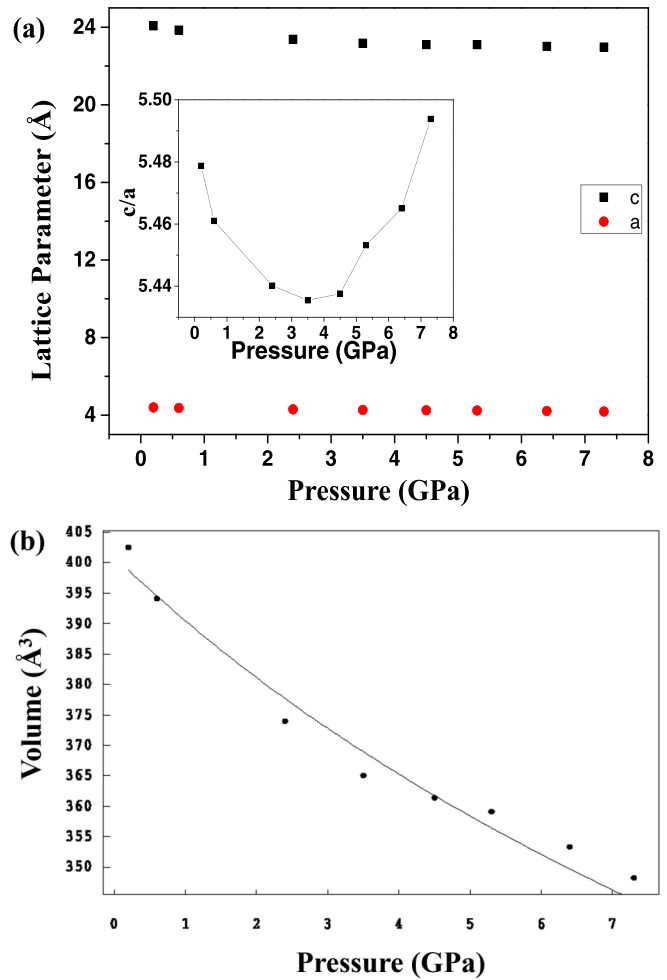 (a)
24
20
16
12
8
4
Lattice Parameter (Å)
5.50
5.48
5.46
5.44
c/a
0 1 2 3 4 5 6 7 8
Pressure (GPa)
c
a
0 1 2 3 4 5 6 7 8
Pressure (GPa)
(b)
405
400
395
390
385
380
375
370
365
360
355
350
Volume (Å³)
0 1 2 3 4 5 6 7
Pressure (GPa)